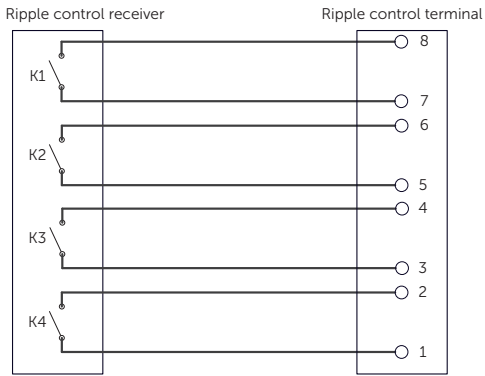 Ripple control receiver
Ripple control terminal
8
K1
7
6
K2
5
4
K3
3
2
K4
1